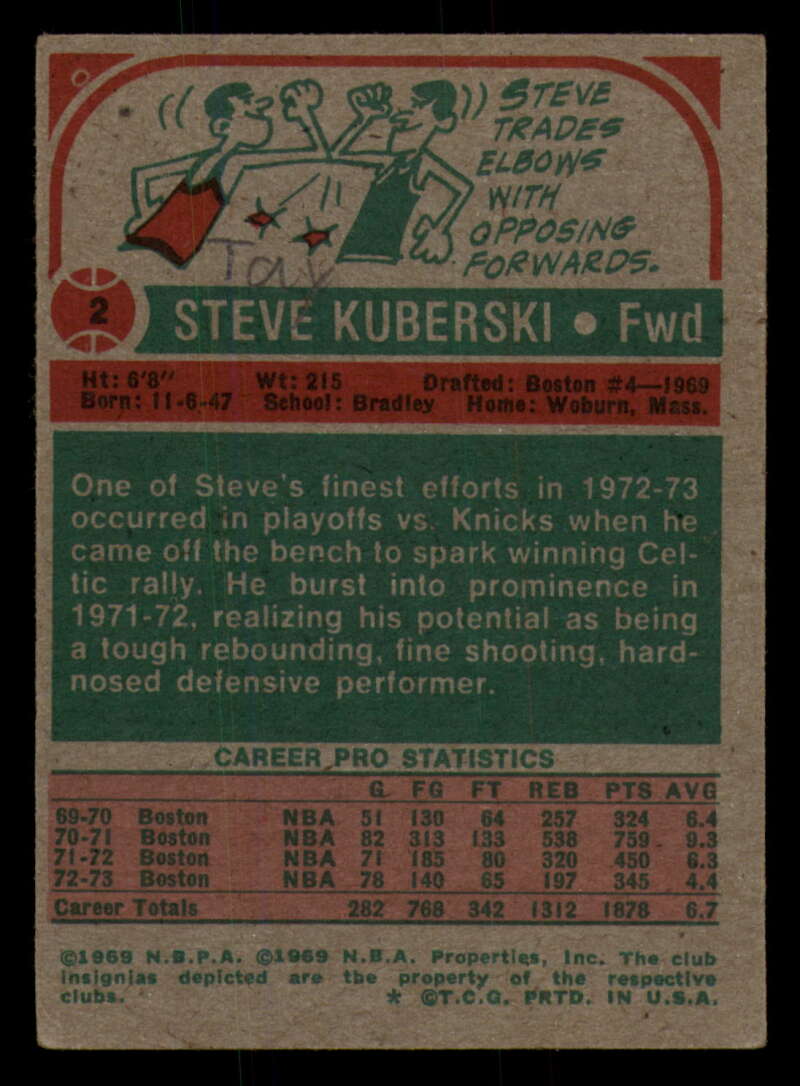 STEVE
TRADES
ELBOWS
WITH
OPPOSING
FORWARDS.
Tay
2 STEVE KUBERSKI • Fwd
Ht: 6'8" Wt: 215 Drafted: Boston #4—1969
Born: 11-6-47 School: Bradley Home: Woburn, Mass.
One of Steve's finest efforts in 1972-73
occurred in playoffs vs. Knicks when he
came off the bench to spark winning Cel-
tic rally. He burst into prominence in
1971-72, realizing his potential as being
a tough rebounding, fine shooting, hard-
nosed defensive performer.
CAREER PRO STATISTICS
G FG FT REB PTS AVG
69-70 Boston NBA 51 130 64 257 324 6.4
70-71 Boston NBA 82 313 133 538 759 9.3
71-72 Boston NBA 71 185 80 320 450 6.3
72-73 Boston NBA 78 140 65 197 345 4.4
Career Totals 282 768 342 1312 1878 6.7
©1969 N.B.P.A. ©1969 N.B.A. Properties, Inc. The club
insignias depicted are the property of the respective
clubs. * ©T.C.G. PRTD. IN U.S.A.